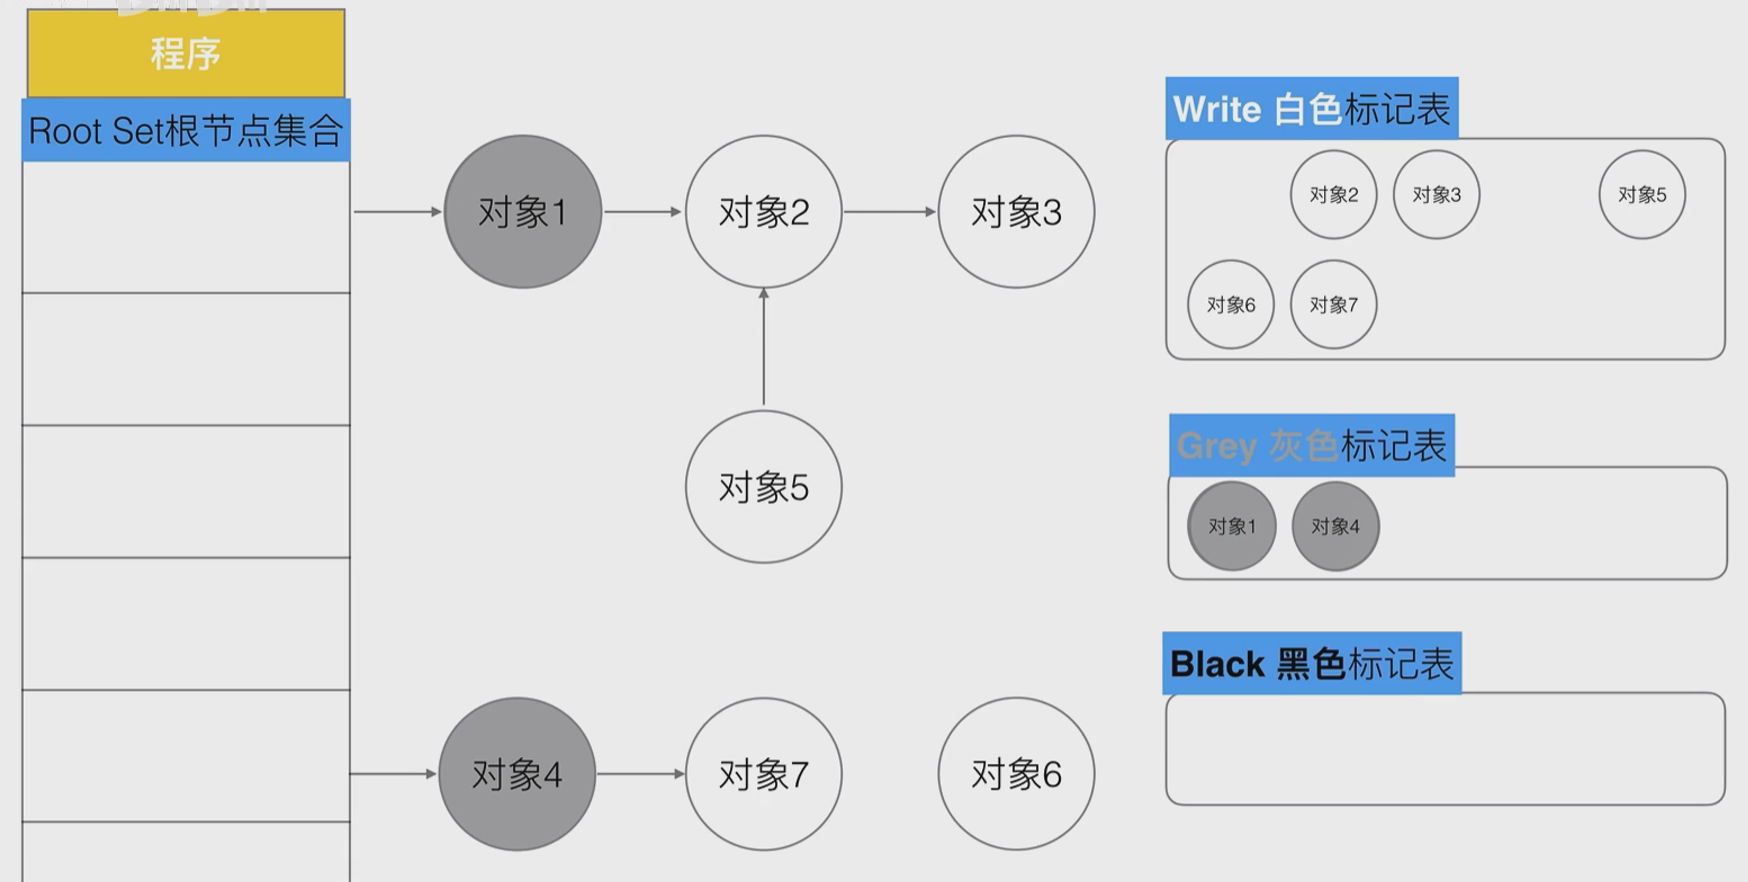 程序
Root Set根节点集合
对象1
对象2
对象3
对象5
对象4
对象7
对象6
Write 白色标记表
对象2
对象3
对象5
对象6
对象7
Grey 灰色标记表
对象1
对象4
Black 黑色标记表